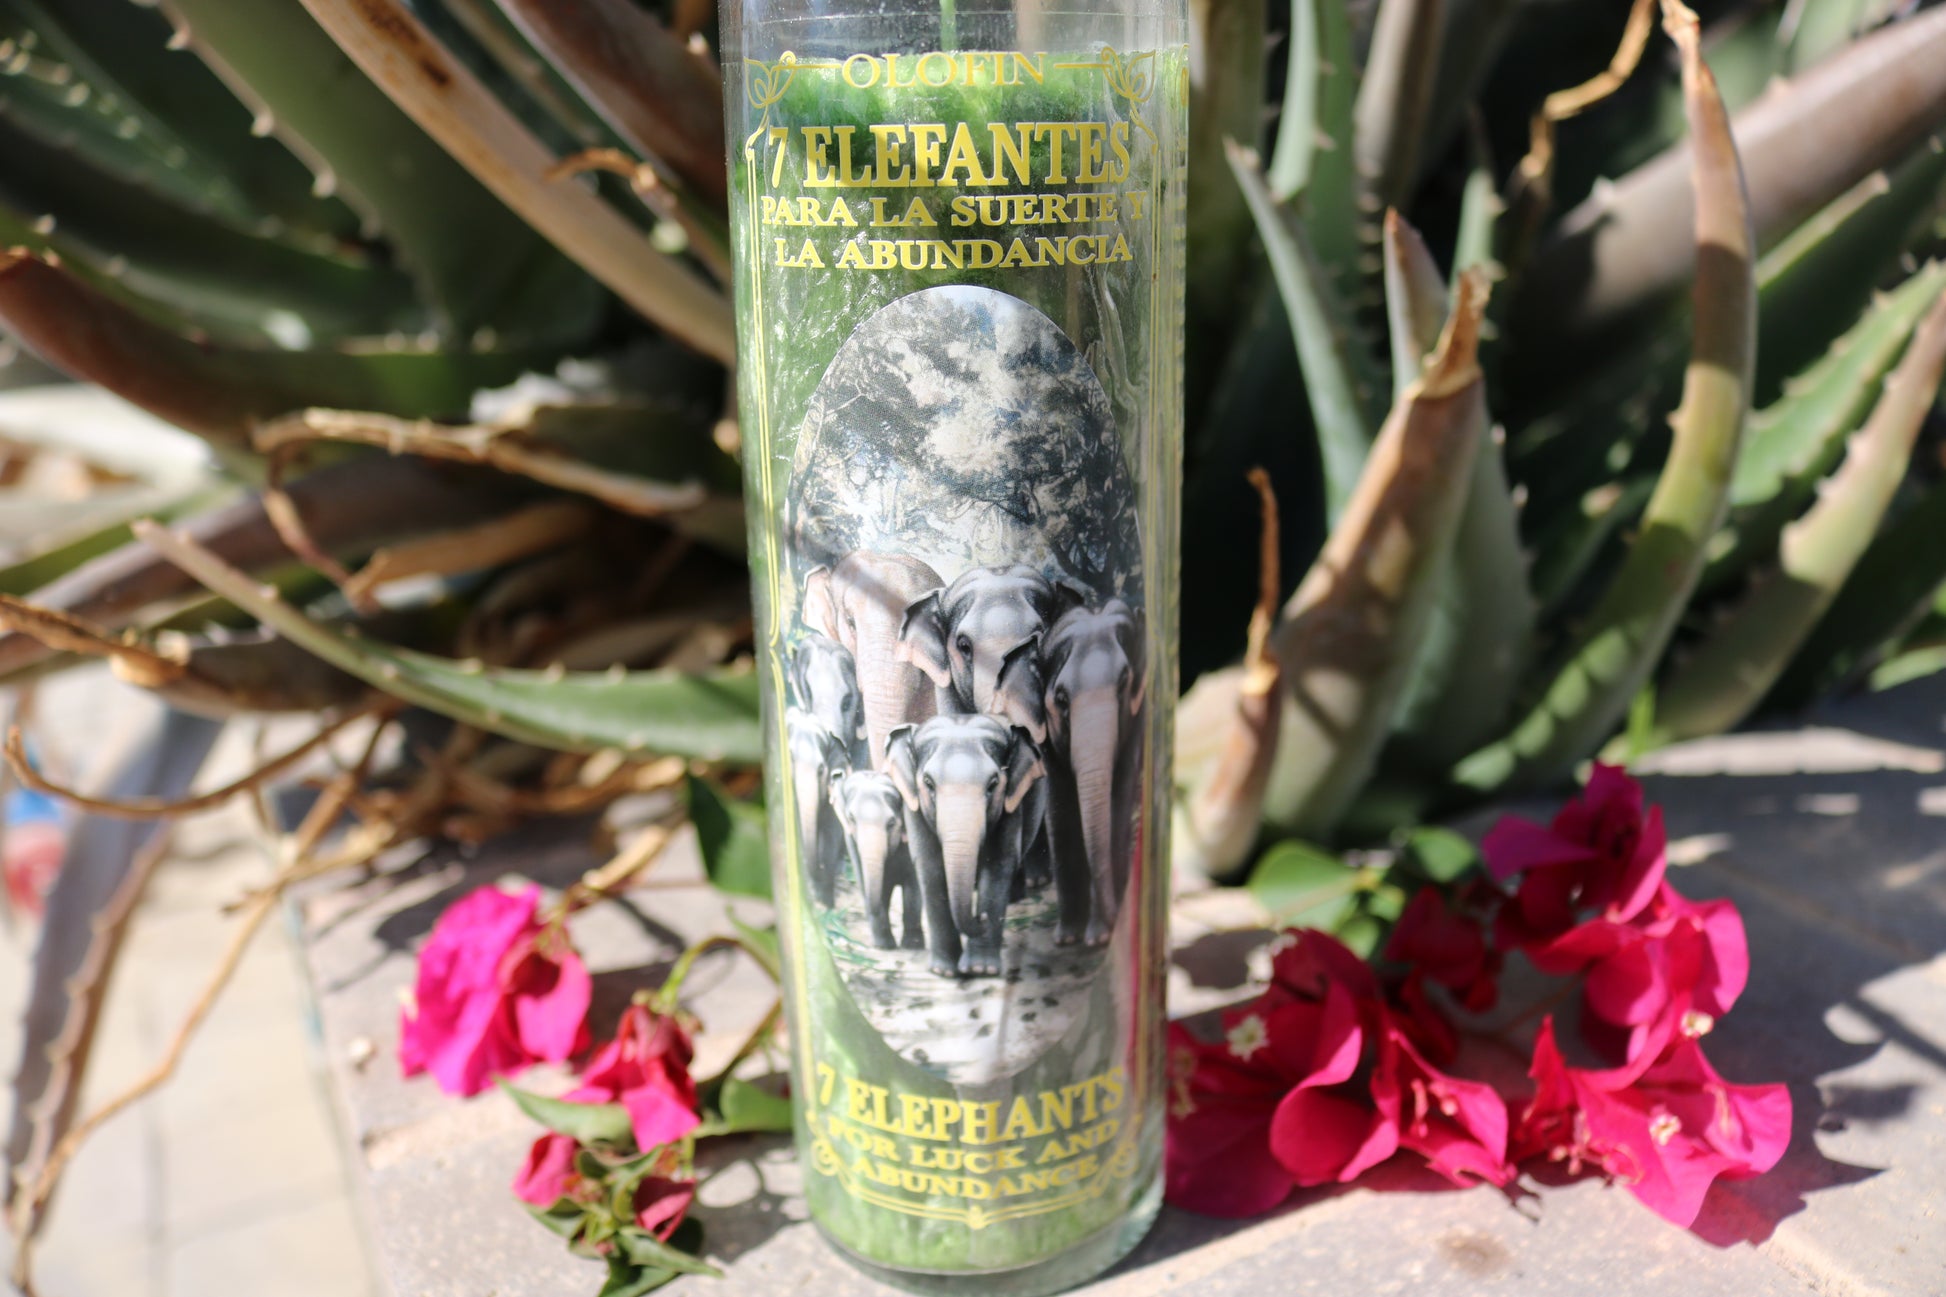 OLOFIN
7 ELEFANTES
PARA LA SUERTE Y
LA ABUNDANCIA
7 ELEPHANTS
FOR LUCK AND
ABUNDANCE